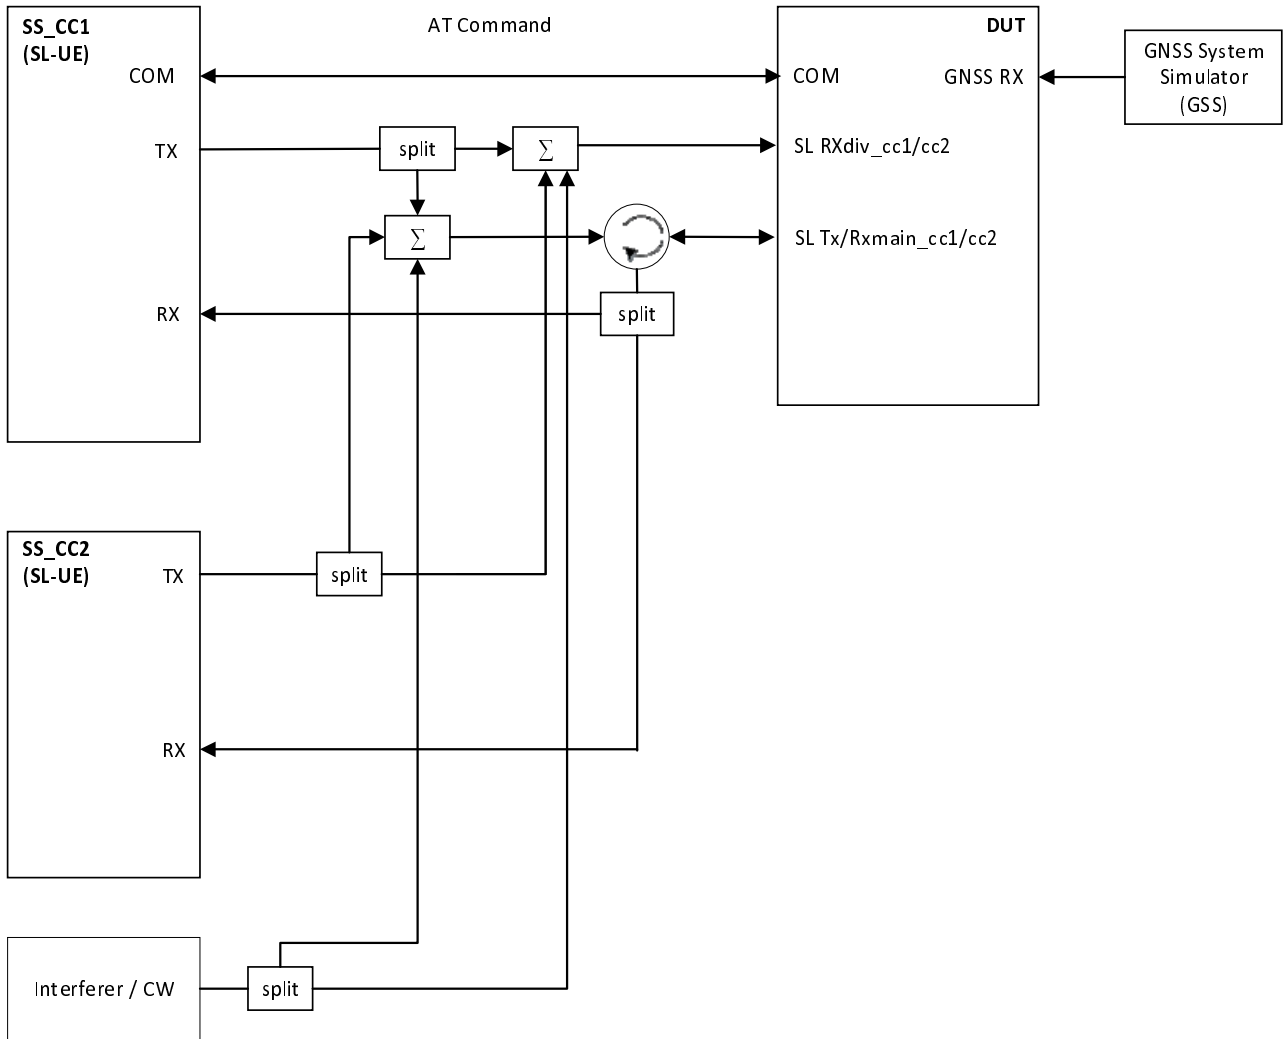 SS_CC1
(SL-UE)
AT Command
DUT
COM
COM
GNSS RX
GNSS System
Simulator
(GSS)
TX
split
∑
SL RXdiv_cc1/cc2
∑
SL Tx/Rxmain_cc1/cc2
RX
split
SS_CC2
(SL-UE)
TX
split
RX
Interferer / CW
split